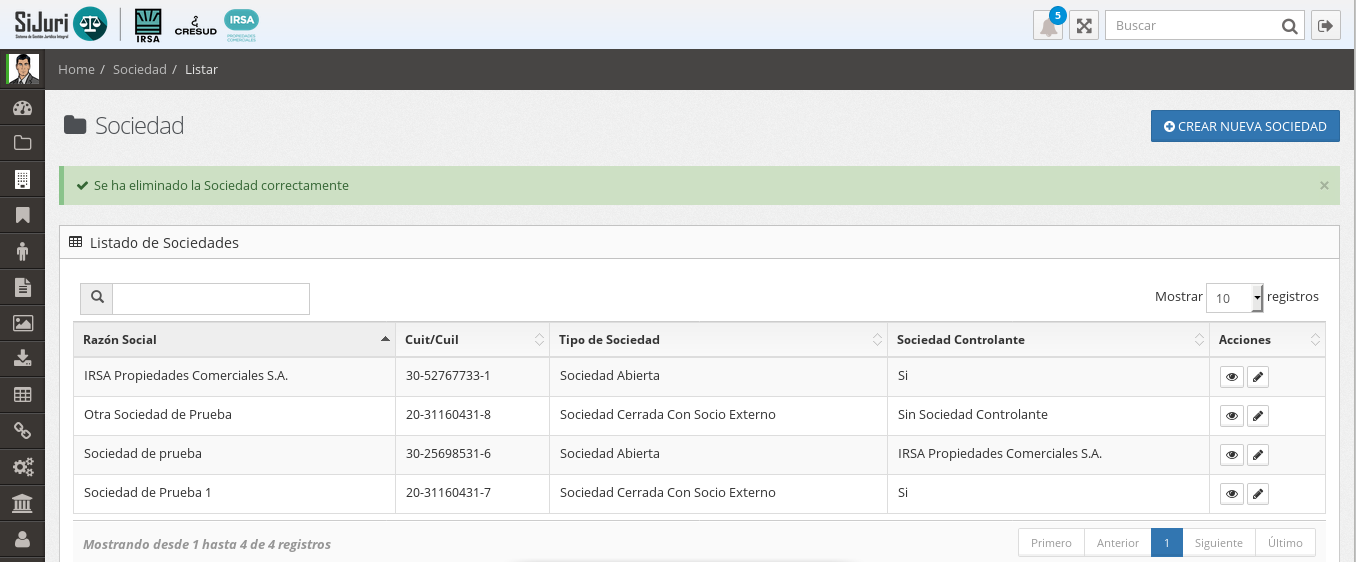 SiJuri
Sistema de Gestión Jurídica Integral
IRSA
CRESUD
IRSA
PROPIEDADES
COMERCIALES
5
Buscar
Home / Sociedad / Listar
Sociedad
CREAR NUEVA SOCIEDAD
Se ha eliminado la Sociedad correctamente
×
Listado de Sociedades
Mostrar 10 registros
Razón Social Cuit/Cuil Tipo de Sociedad Sociedad Controlante Acciones
IRSA Propiedades Comerciales S.A. 30-52767733-1 Sociedad Abierta Si
Otra Sociedad de Prueba 20-31160431-8 Sociedad Cerrada Con Socio Externo Sin Sociedad Controlante
Sociedad de prueba 30-25698531-6 Sociedad Abierta IRSA Propiedades Comerciales S.A.
Sociedad de Prueba 1 20-31160431-7 Sociedad Cerrada Con Socio Externo Si
Mostrando desde 1 hasta 4 de 4 registros
Primero Anterior 1 Siguiente Último